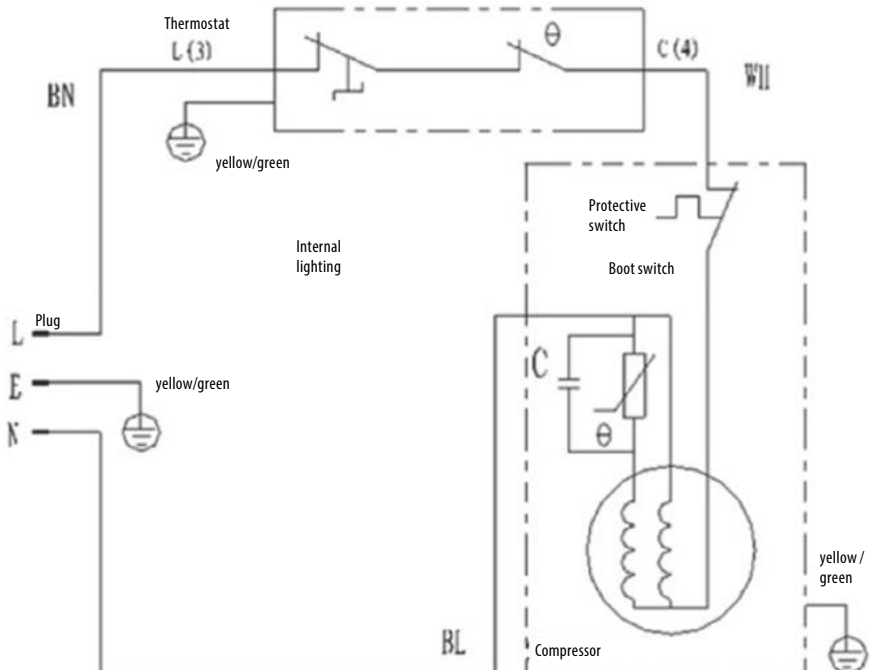 Thermostat
L (3)
θ
C (4)
BN
WH
yellow/green
Protective
switch
Internal
lighting
Boot switch
L
Plug
E
yellow/green
N
C
θ
yellow /
green
BL
Compressor